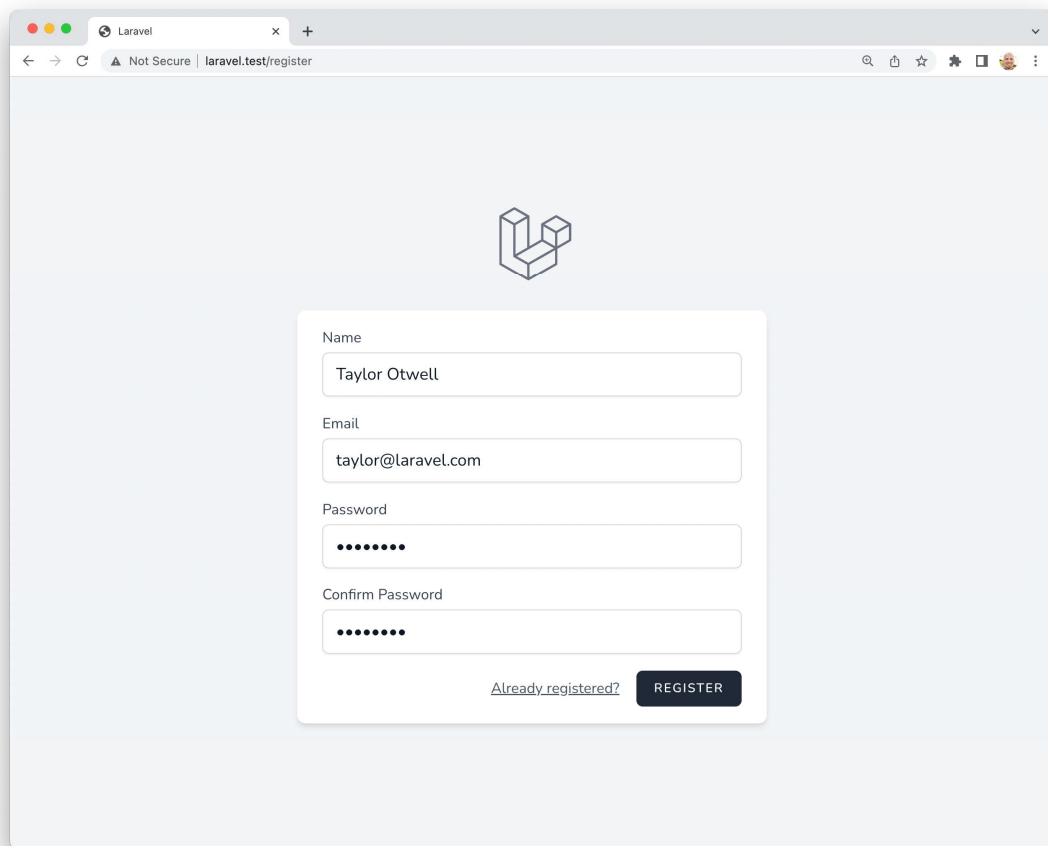 Laravel
Not Secure | laravel.test/register
Name
Taylor Otwell
Email
taylor@laravel.com
Password
••••••••
Confirm Password
••••••••
Already registered? REGISTER